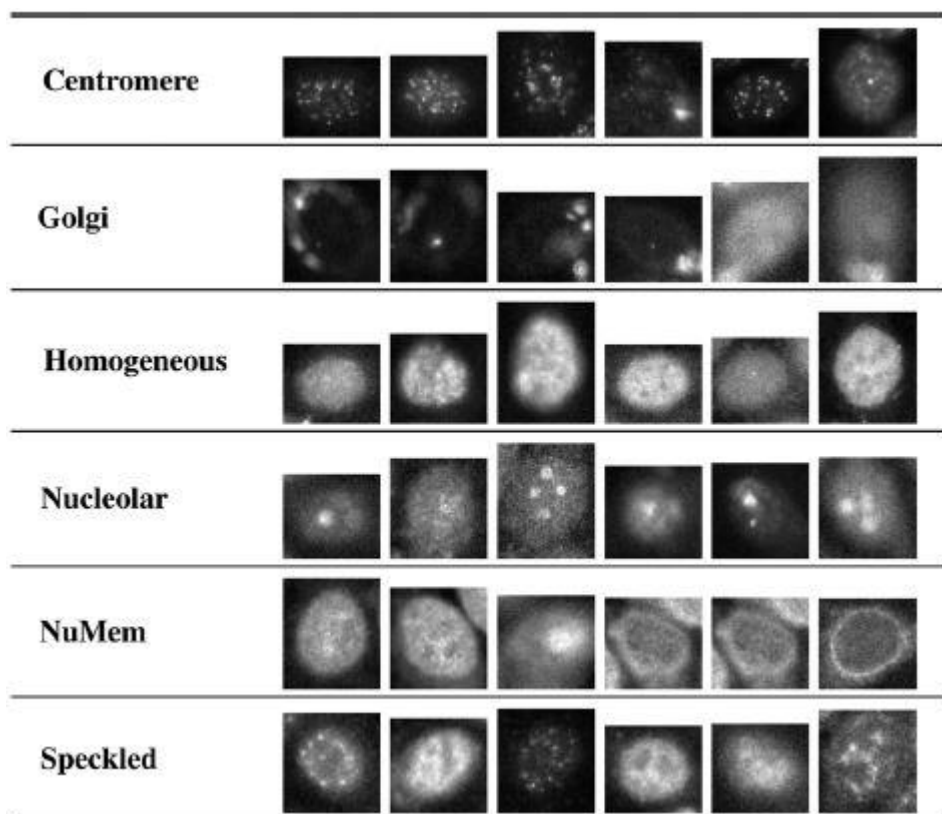 Centromere
Golgi
Homogeneous
Nucleolar
NuMem
Speckled